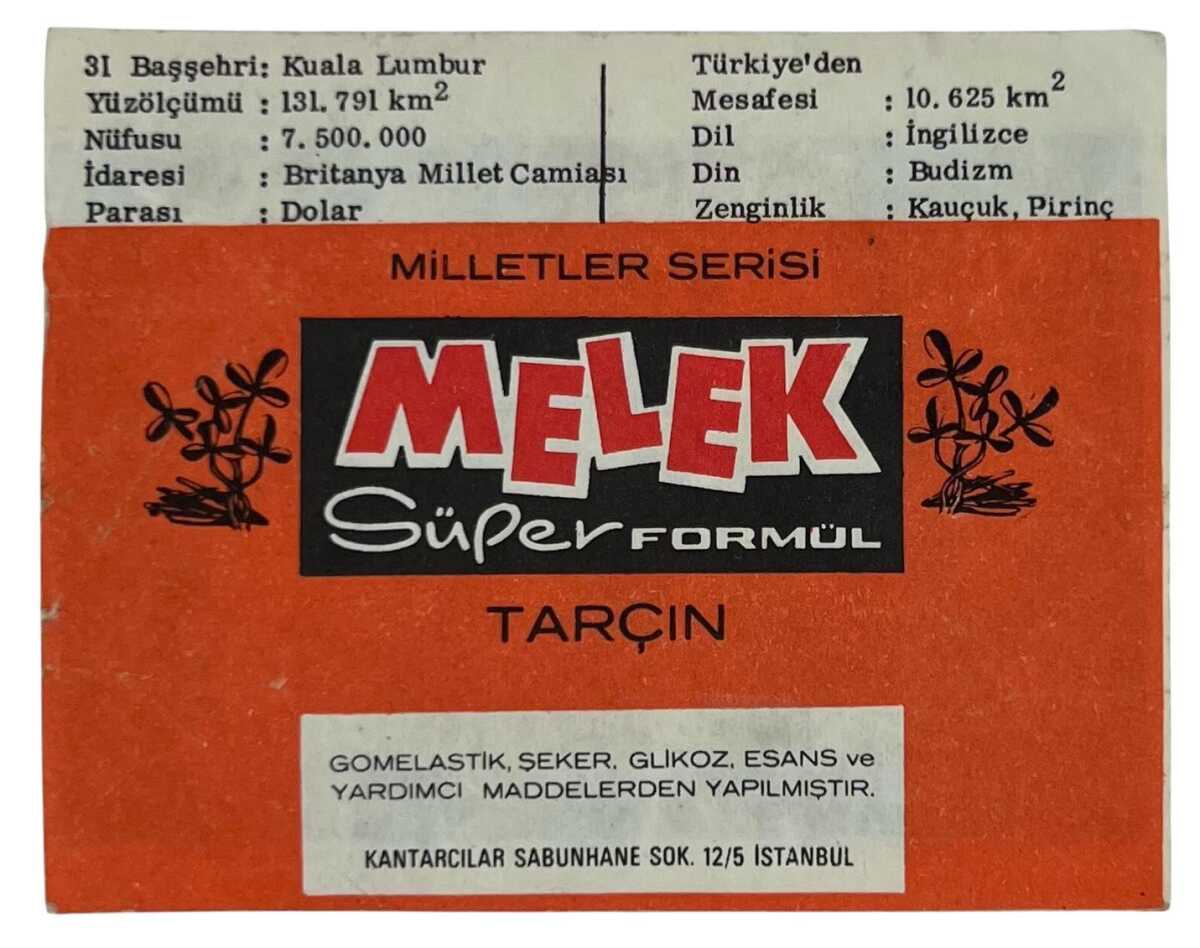 31 Başşehri: Kuala Lumbur
Yüzölçümü : 131. 791 km²
Nüfusu : 7. 500. 000
İdaresi : Britanya Millet Camiası
Parası : Dolar
Türkiye'den
Mesafesi : 10. 625 km²
Dil : İngilizce
Din : Budizm
Zenginlik : Kauçuk, Pirinç
MİLLETLER SERİSİ
MELEK
Süper FORMÜL
TARÇIN
GOMELASTİK, ŞEKER, GLİKOZ, ESANS ve
YARDIMCI MADDELERDEN YAPILMIŞTIR.
KANTARCILAR SABUNHANE SOK. 12/5 İSTANBUL